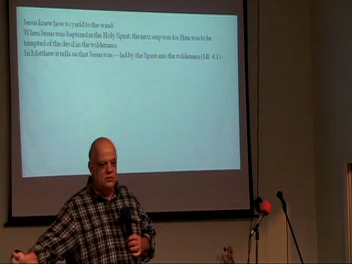 Jesus knew how to yield to the wind.
When Jesus was baptized in the Holy Spirit, the next step was for Him was to be
tempted of the devil in the wilderness.
In Matthew it tells us that Jesus was:—led by the Spirit into the wilderness (Mt. 4:1)